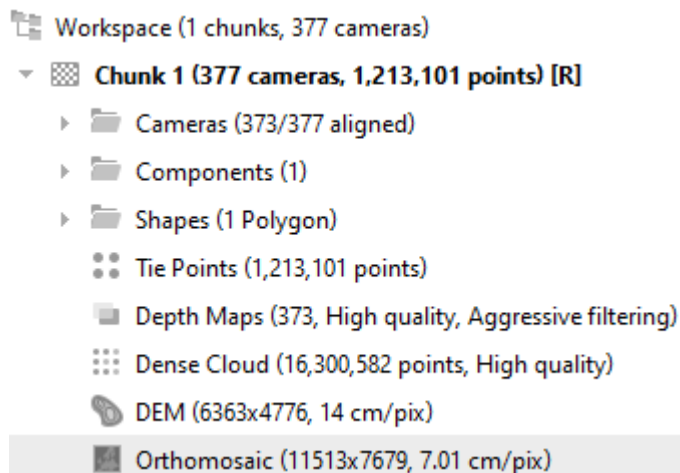 Workspace (1 chunks, 377 cameras)
Chunk 1 (377 cameras, 1,213,101 points) [R]
Cameras (373/377 aligned)
Components (1)
Shapes (1 Polygon)
Tie Points (1,213,101 points)
Depth Maps (373, High quality, Aggressive filtering)
Dense Cloud (16,300,582 points, High quality)
DEM (6363x4776, 14 cm/pix)
Orthomosaic (11513x7679, 7.01 cm/pix)